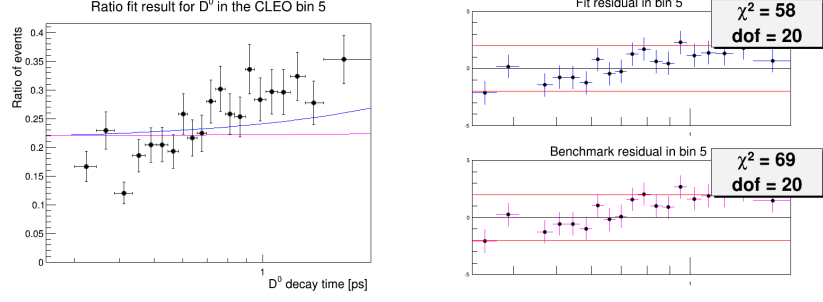 Ratio fit result for D⁰ in the CLEO bin 5
Ratio of events
0.4
0.35
0.3
0.25
0.2
0.15
0.1
0.05
0
1
D⁰ decay time [ps]
Fit residual in bin 5
χ² = 58
dof = 20
5
0
-5
1
Benchmark residual in bin 5
χ² = 69
dof = 20
5
0
-5
1